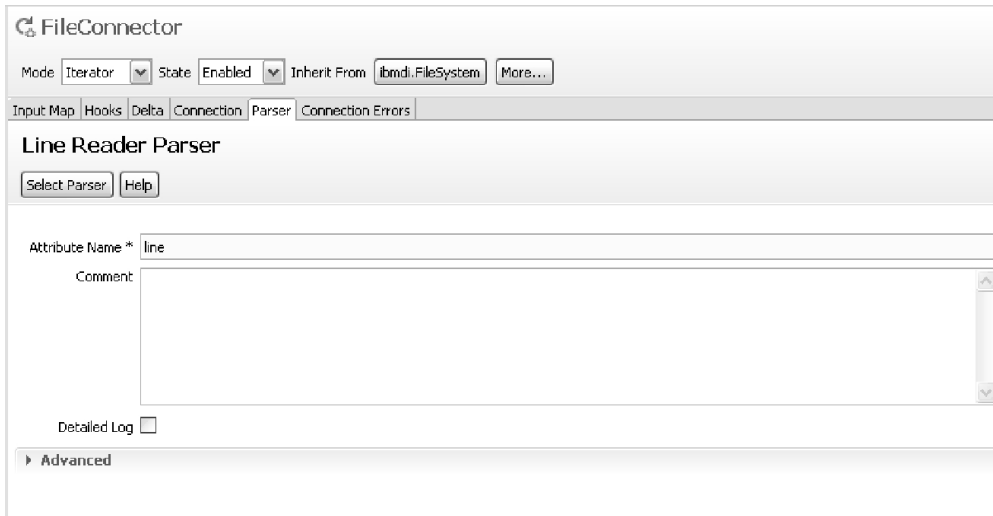 FileConnector
Mode Iterator State Enabled Inherit From ibmdi.FileSystem More...
Input Map Hooks Delta Connection Parser Connection Errors
Line Reader Parser
Select Parser Help
Attribute Name * line
Comment
Detailed Log
Advanced